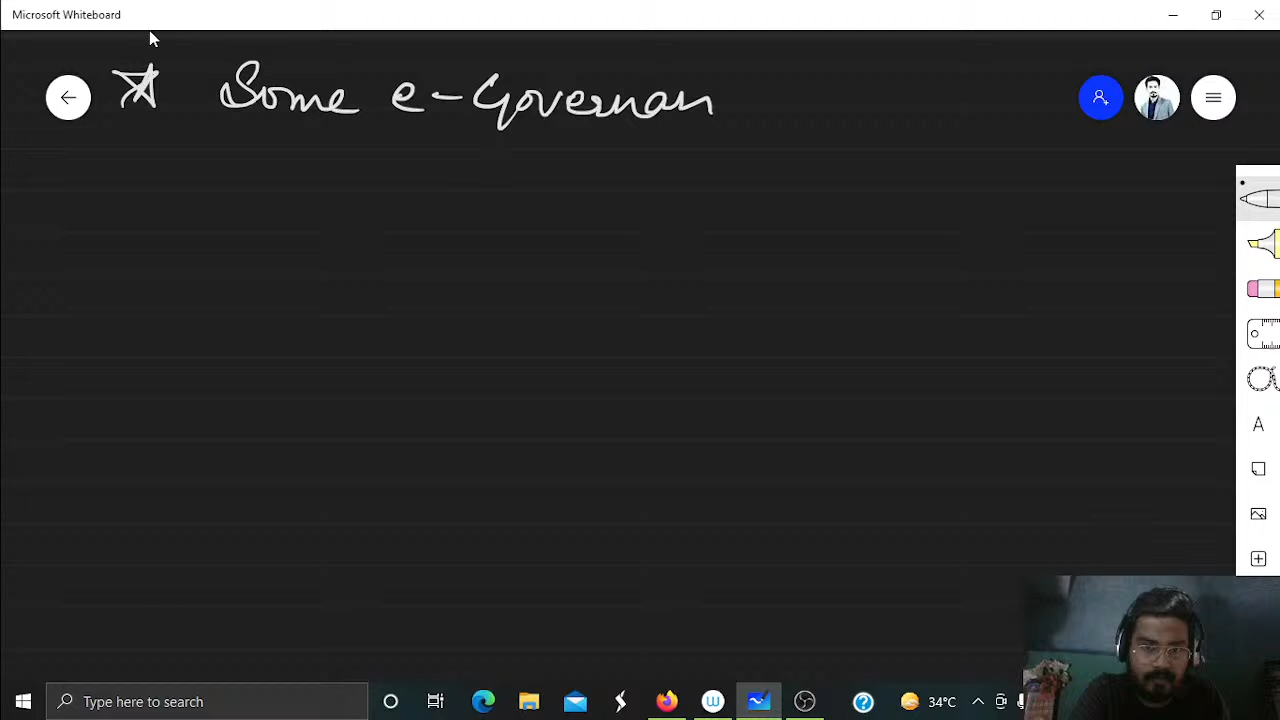 Microsoft Whiteboard
Some e-Governan
A
Type here to search
34°C